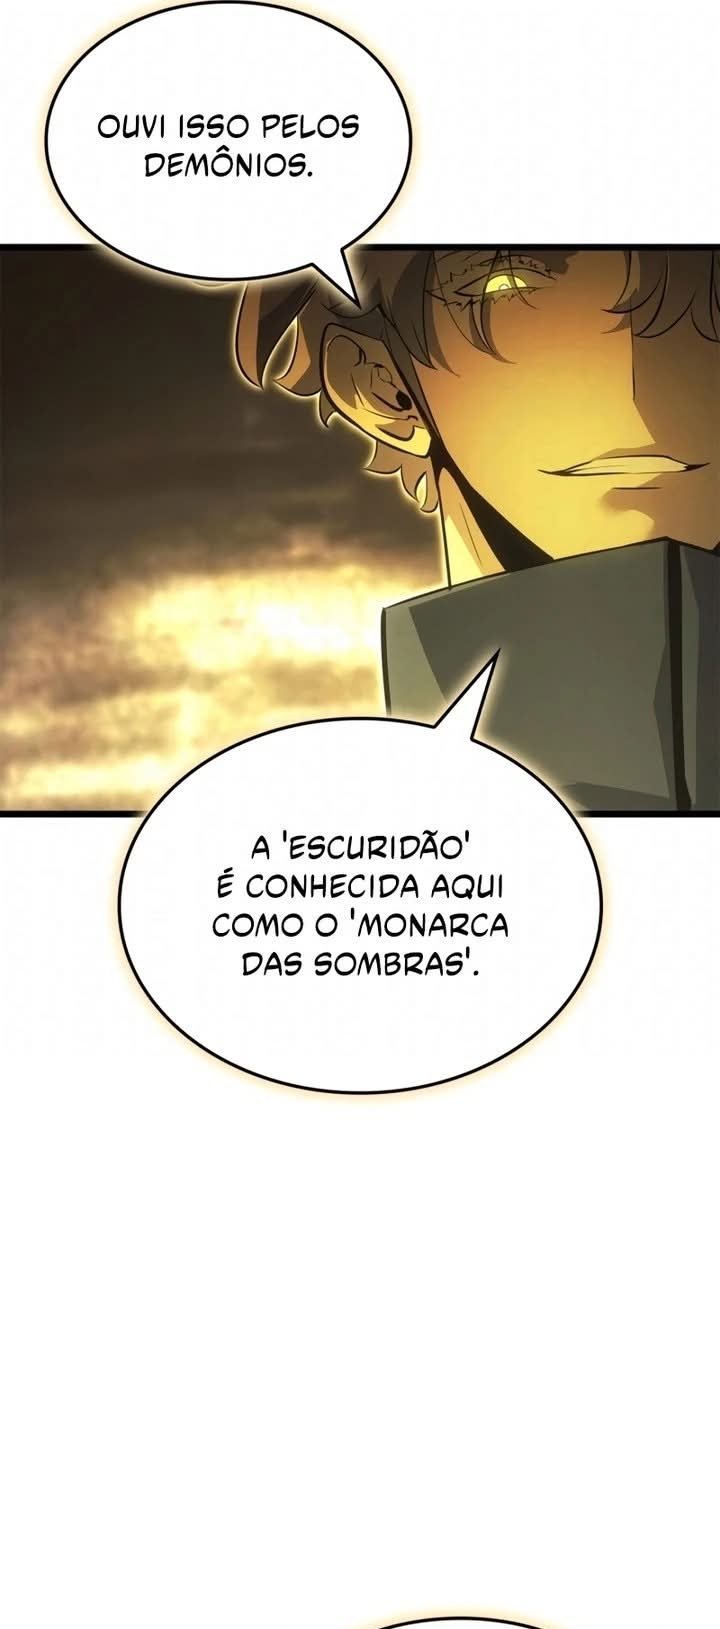 OUVI ISSO PELOS
DEMÔNIOS.
A 'ESCURIDÃO'
É CONHECIDA AQUI
COMO O 'MONARCA
DAS SOMBRAS'.